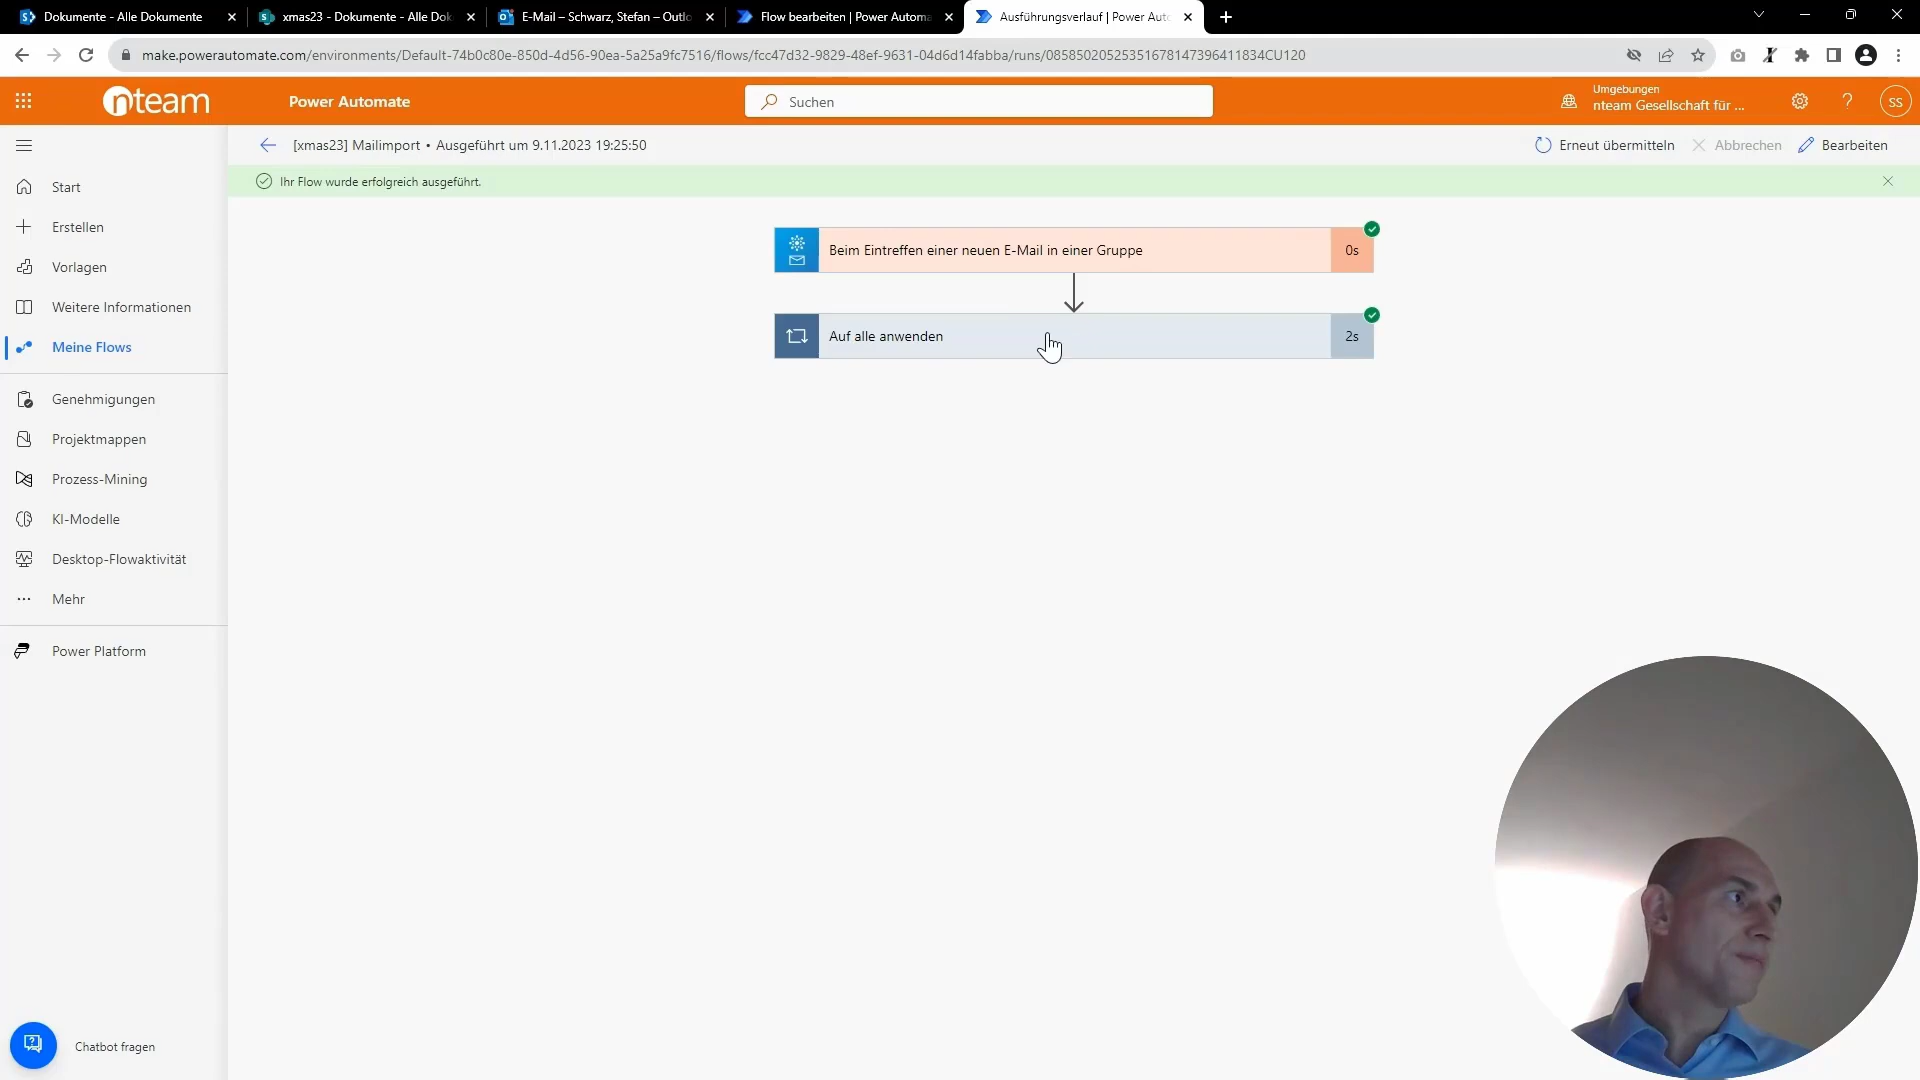 Dokumente - Alle Dokumente
xmas23 - Dokumente - Alle Dok
E-Mail – Schwarz, Stefan – Outlo
Flow bearbeiten | Power Automa
Ausführungsverlauf | Power Auto
make.powerautomate.com/environments/Default-74b0c80e-850d-4d56-90ea-5a25a9fc7516/flows/fcc47d32-9829-48ef-9631-04d6d14fabba/runs/08585020525351678147396411834CU120
nteam
Power Automate
Suchen
Umgebungen
nteam Gesellschaft für ...
?
SS
[xmas23] Mailimport • Ausgeführt um 9.11.2023 19:25:50
Erneut übermitteln
Abbrechen
Bearbeiten
Ihr Flow wurde erfolgreich ausgeführt.
Start
Erstellen
Vorlagen
Weitere Informationen
Meine Flows
Genehmigungen
Projektmappen
Prozess-Mining
KI-Modelle
Desktop-Flowaktivität
Mehr
Power Platform
Beim Eintreffen einer neuen E-Mail in einer Gruppe
0s
Auf alle anwenden
2s
Chatbot fragen